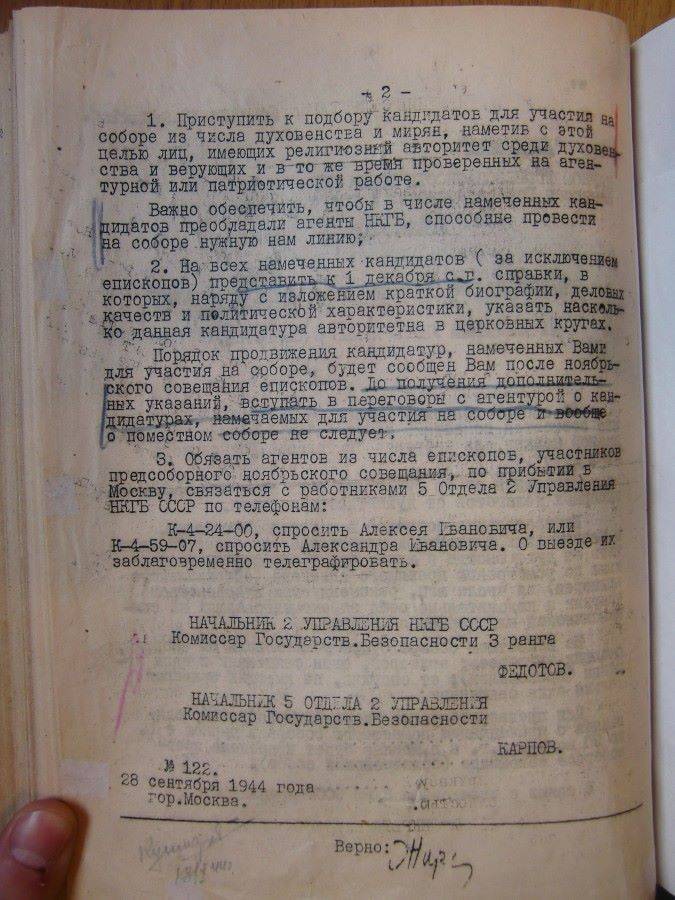 - 2 -
1. Приступить к подбору кандидатов для участия на
соборе из числа духовенства и мирян, наметив с этой
целью лиц, имеющих религиозный авторитет среди духовен-
ства и верующих и в то же время проверенных на аген-
турной или патриотической работе.
Важно обеспечить, чтобы в числе намеченных кан-
дидатов преобладали агенты НКГБ, способные провести
на соборе нужную нам линию;
2. На всех намеченных кандидатов ( за исключением
епископов) представить к 1 декабря с.г. справки, в
которых, наряду с изложением краткой биографии, деловых
качеств и политической характеристики, указать насколь-
ко данная кандидатура авторитетна в церковных кругах.
Порядок продвижения кандидатур, намеченных Вами
для участия на соборе, будет сообщен Вам после ноябрь-
ского совещания епископов. До получения дополнитель-
ных указаний, вступать в переговоры с агентурой о кан-
дидатурах, намечаемых для участия на соборе и вообще
о поместном соборе не следует.
3. Обязать агентов из числа епископов, участников
предсоборного ноябрьского совещания, по прибытии в
Москву, связаться с работниками 5 Отдела 2 Управления
НКГБ СССР по телефонам:
К-4-24-00, спросить Алексея Ивановича, или
К-4-59-07, спросить Александра Ивановича. О выезде их
заблаговременно телеграфировать.
НАЧАЛЬНИК 2 УПРАВЛЕНИЯ НКГБ СССР
Комиссар Государств.Безопасности 3 ранга
ФЕДОТОВ.
НАЧАЛЬНИК 5 ОТДЕЛА 2 УПРАВЛЕНИЯ
Комиссар Государств.Безопасности
КАРПОВ.
№ 122.
28 сентября 1944 года
гор.Москва.
Верно: